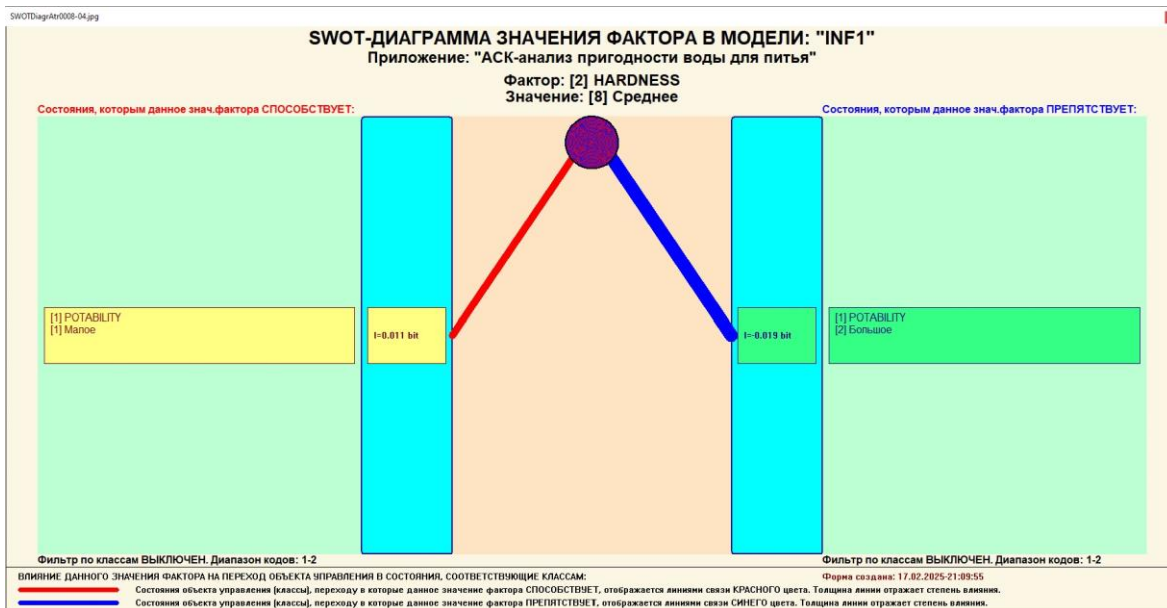 SWOTDiagrAtr0008-04.jpg
SWOT-ДИАГРАММА ЗНАЧЕНИЯ ФАКТОРА В МОДЕЛИ: "INF1"
Приложение: "АСК-анализ пригодности воды для питья"
Фактор: [2] HARDNESS
Значение: [8] Среднее
Состояния, которым данное знач.фактора СПОСОБСТВУЕТ:
Состояния, которым данное знач.фактора ПРЕПЯТСТВУЕТ:
[1] POTABILITY
[1] Малое
I=0.011 bit
I=-0.019 bit
[1] POTABILITY
[2] Большое
Фильтр по классам ВЫКЛЮЧЕН. Диапазон кодов: 1-2
Фильтр по классам ВЫКЛЮЧЕН. Диапазон кодов: 1-2
ВЛИЯНИЕ ДАННОГО ЗНАЧЕНИЯ ФАКТОРА НА ПЕРЕХОД ОБЪЕКТА УПРАВЛЕНИЯ В СОСТОЯНИЯ, СООТВЕТСТВУЮЩИЕ КЛАССАМ:
Форма создана: 17.02.2025-21:09:55
Состояния объекта управления (классы), переходу в которые данное значение фактора СПОСОБСТВУЕТ, отображается линиями связи КРАСНОГО цвета. Толщина линии отражает степень влияния.
Состояния объекта управления (классы), переходу в которые данное значение фактора ПРЕПЯТСТВУЕТ, отображается линиями связи СИНЕГО цвета. Толщина линии отражает степень влияния.